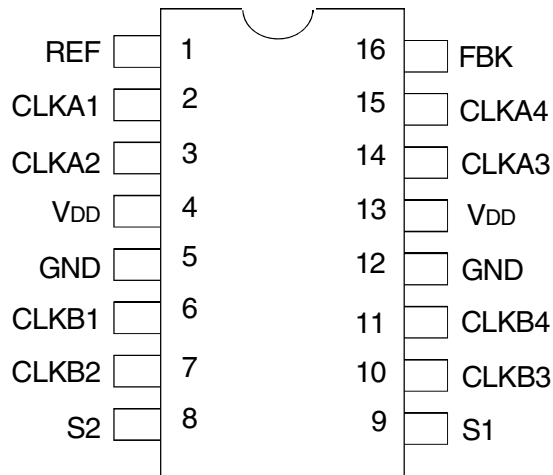 REF 1 16 FBK
CLKA1 2 15 CLKA4
CLKA2 3 14 CLKA3
VDD 4 13 VDD
GND 5 12 GND
CLKB1 6 11 CLKB4
CLKB2 7 10 CLKB3
S2 8 9 S1